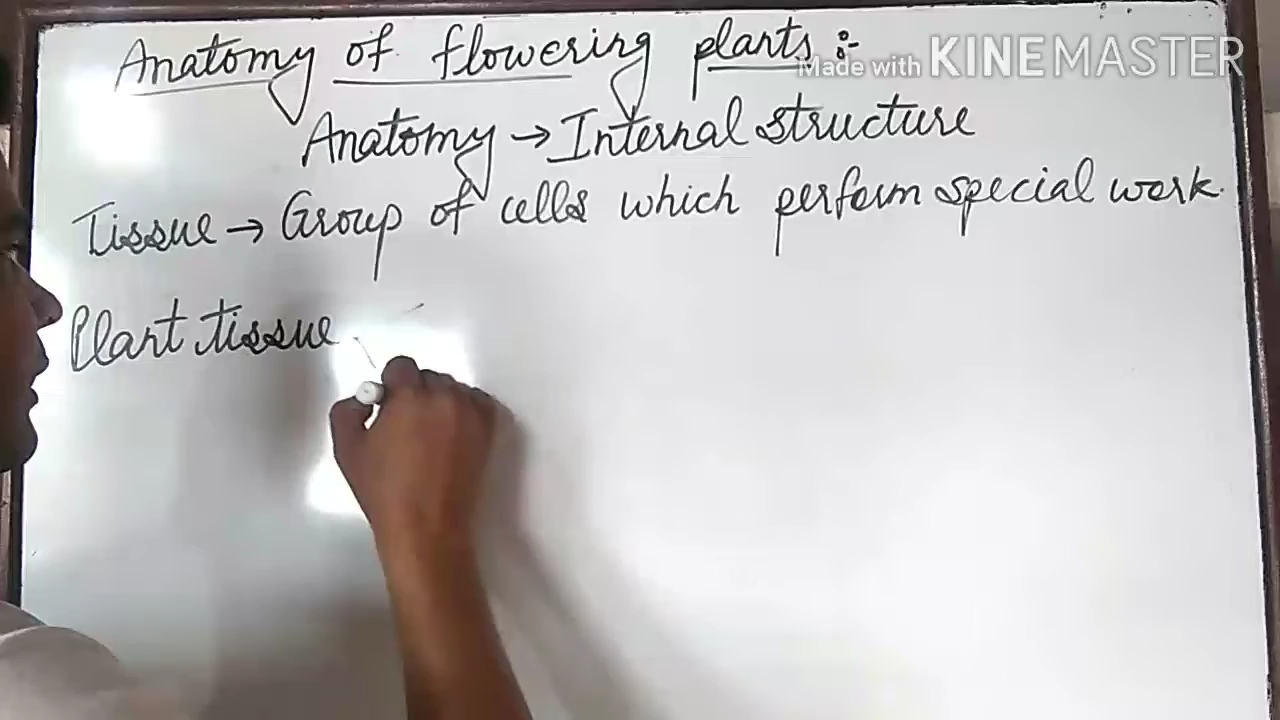 Anatomy of flowering plants :-
Made with KINEMASTER
Anatomy → Internal structure
Tissue → Group of cells which perform special work.
Plant tissue